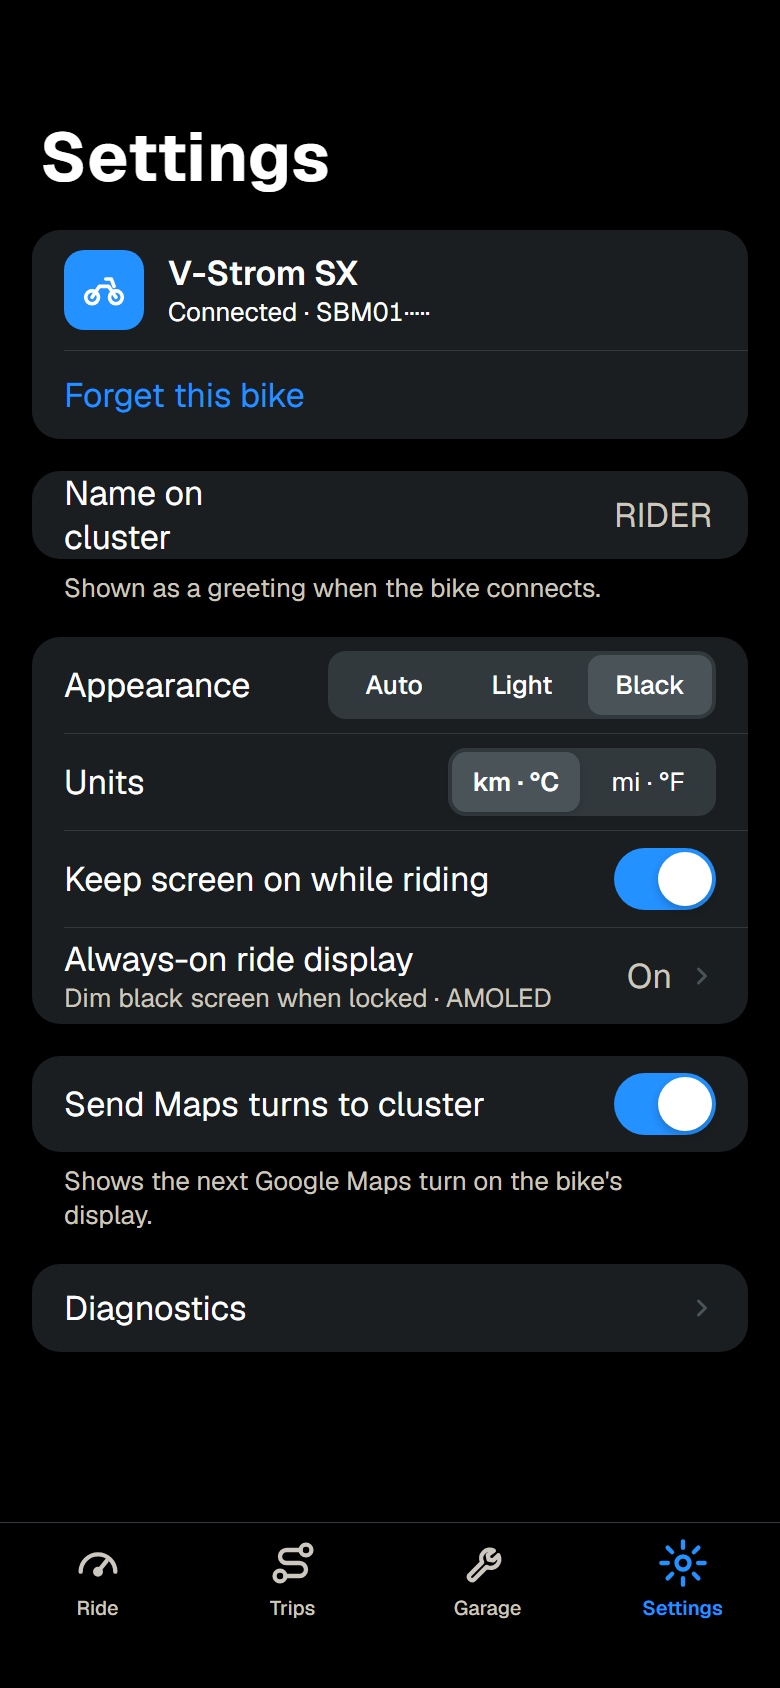 Settings
V-Strom SX
Connected · SBM01·····
Forget this bike
Name on
cluster
RIDER
Shown as a greeting when the bike connects.
Appearance
Auto
Light
Black
Units
km · °C
mi · °F
Keep screen on while riding
Always-on ride display
On
Dim black screen when locked · AMOLED
Send Maps turns to cluster
Shows the next Google Maps turn on the bike's
display.
Diagnostics
Ride
Trips
Garage
Settings